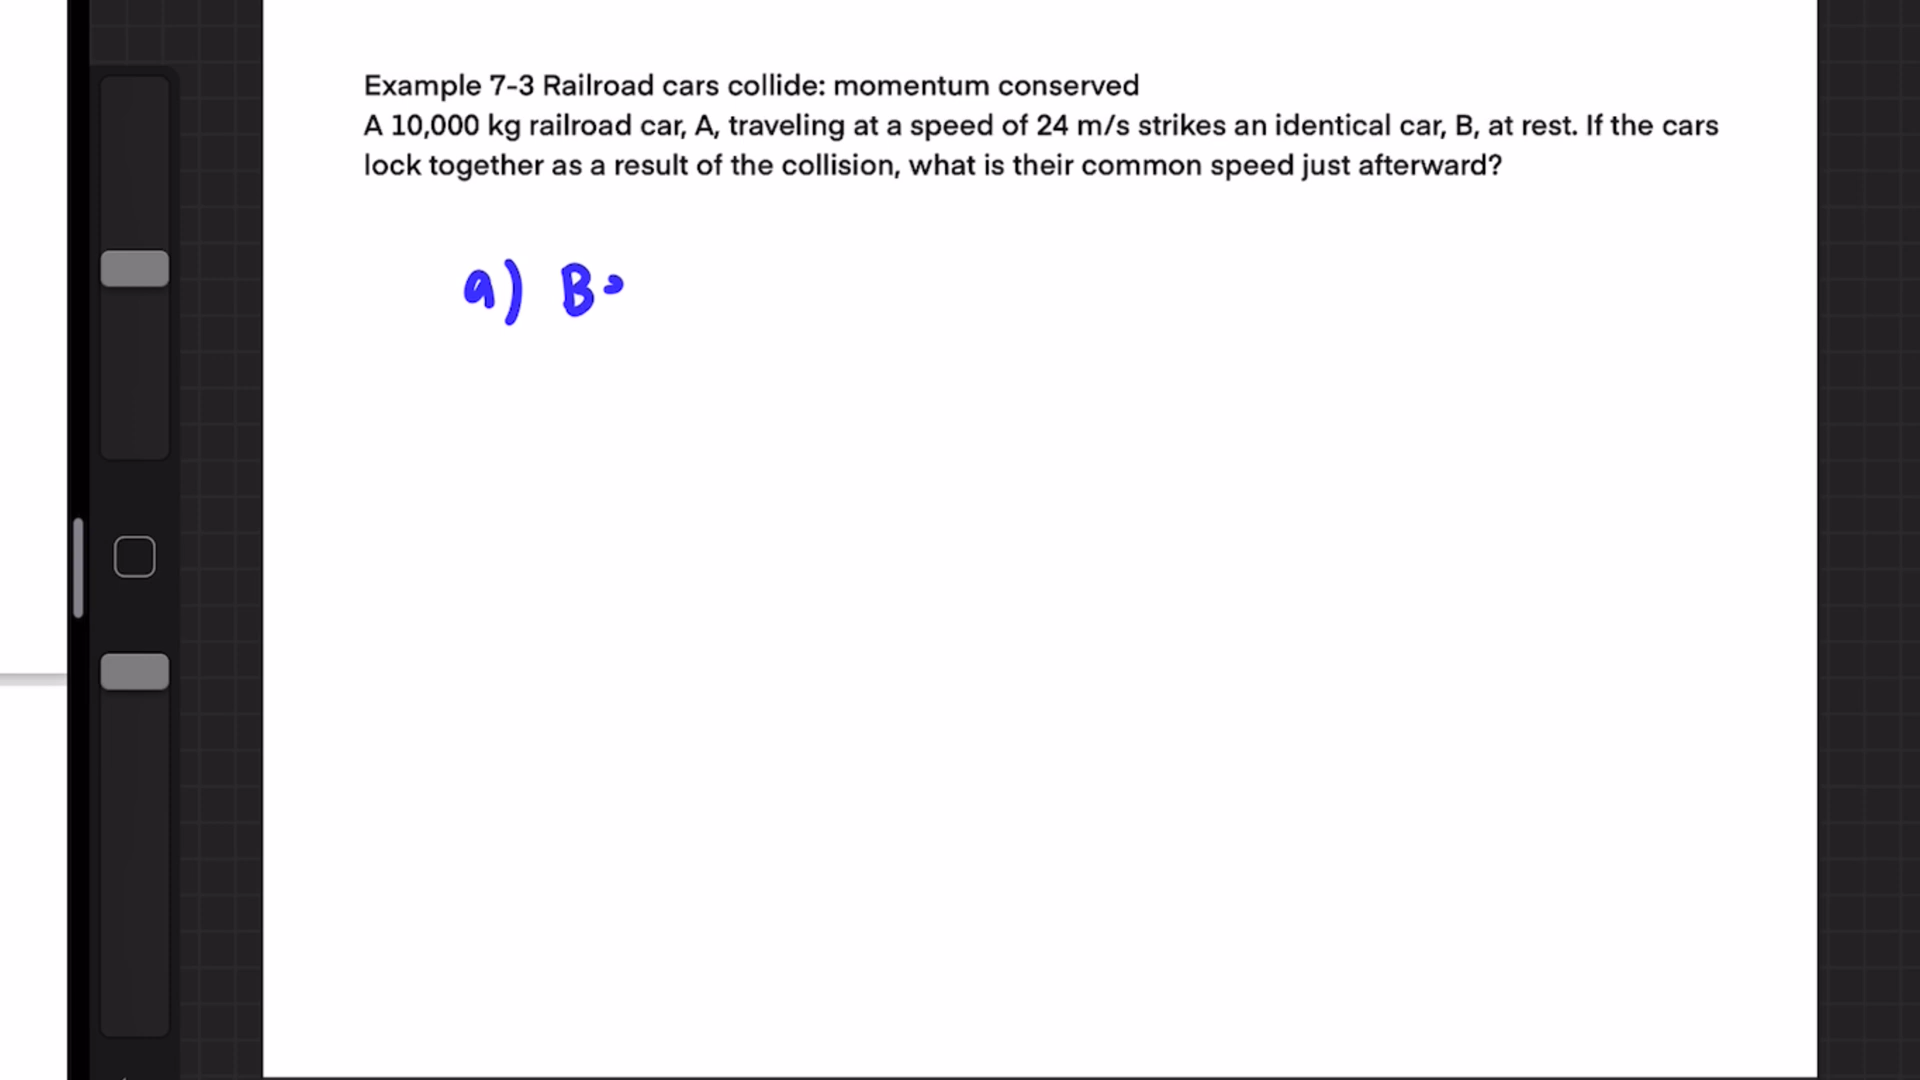 Example 7-3 Railroad cars collide: momentum conserved
A 10,000 kg railroad car, A, traveling at a speed of 24 m/s strikes an identical car, B, at rest. If the cars
lock together as a result of the collision, what is their common speed just afterward?
a) B